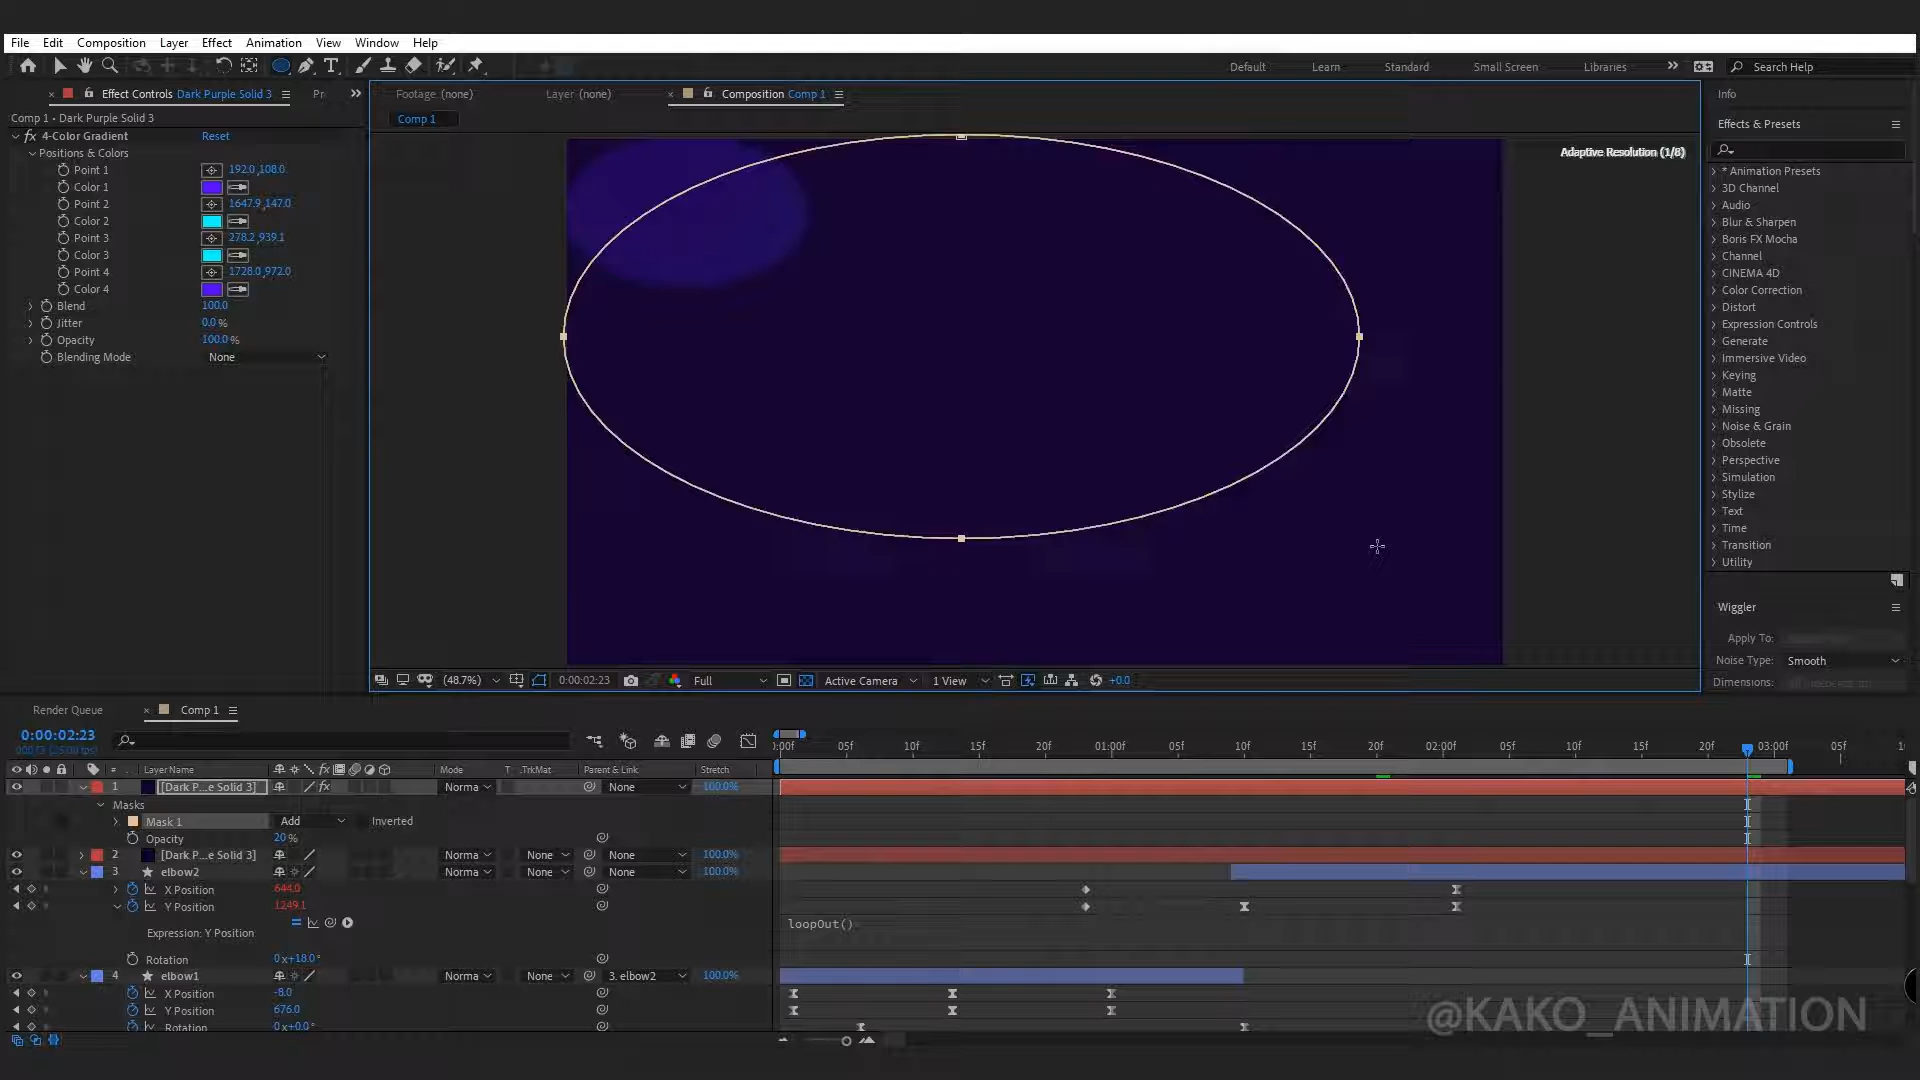 File Edit Composition Layer Effect Animation View Window Help
Default Learn Standard Small Screen Libraries Search Help
Effect Controls Dark Purple Solid 3 Pr
Footage (none) Layer (none) Composition Comp 1
Info
Comp 1 • Dark Purple Solid 3
Comp 1
Effects & Presets
fx 4-Color Gradient Reset
Positions & Colors
Adaptive Resolution (1/8)
Point 1 192.0,108.0
Color 1
Point 2 1647.9,147.0
Color 2
Point 3 278.2,939.1
Color 3
Point 4 1728.0,972.0
Color 4
Blend 100.0
Jitter 0.0 %
Opacity 100.0 %
Blending Mode None
* Animation Presets
3D Channel
Audio
Blur & Sharpen
Boris FX Mocha
Channel
CINEMA 4D
Color Correction
Distort
Expression Controls
Generate
Immersive Video
Keying
Matte
Missing
Noise & Grain
Obsolete
Perspective
Simulation
Stylize
Text
Time
Transition
Utility
Wiggler
Apply To:
Noise Type: Smooth
Dimensions:
(48.7%) 0:00:02:23 Full Active Camera 1 View +0.0
Render Queue Comp 1
0:00:02:23
:00f 05f 10f 15f 20f 01:00f 05f 10f 15f 20f 02:00f 05f 10f 15f 20f 03:00f 05f
# Layer Name fx Mode T .TrkMat Parent & Link Stretch
1 [Dark P...e Solid 3] fx Norma None 100.0%
Masks
Mask 1 Add Inverted
Opacity 20 %
2 [Dark P...e Solid 3] Norma None None 100.0%
3 elbow2 Norma None None 100.0%
X Position 644.0
Y Position 1249.1
loopOut()
Expression: Y Position
Rotation 0 x+18.0°
4 elbow1 Norma None 3. elbow2 100.0%
X Position -8.0
Y Position 676.0
Rotation 0 x+0.0°
@KAKO_ANIMATION